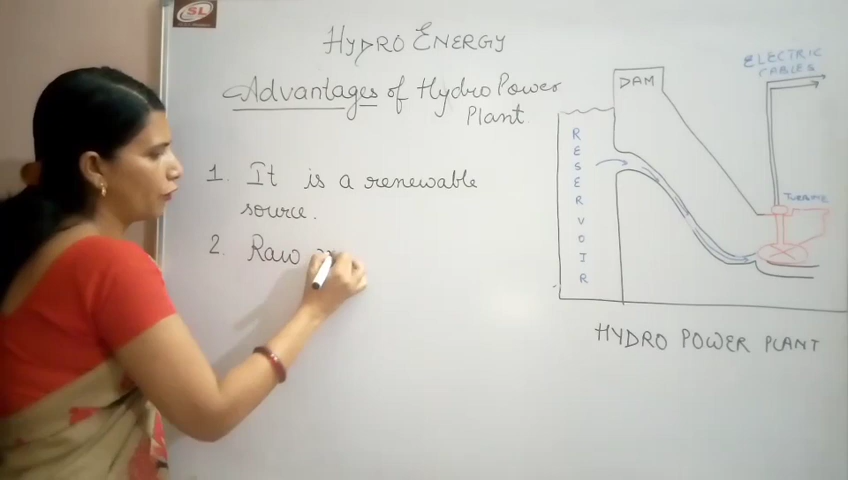 SL
HYDRO ENERGY
Advantages of Hydro Power
Plant.
1. It is a renewable
source.
2. Raw
DAM
RESERVOIR
ELECTRIC
CABLES
TURBINE
HYDRO POWER PLANT